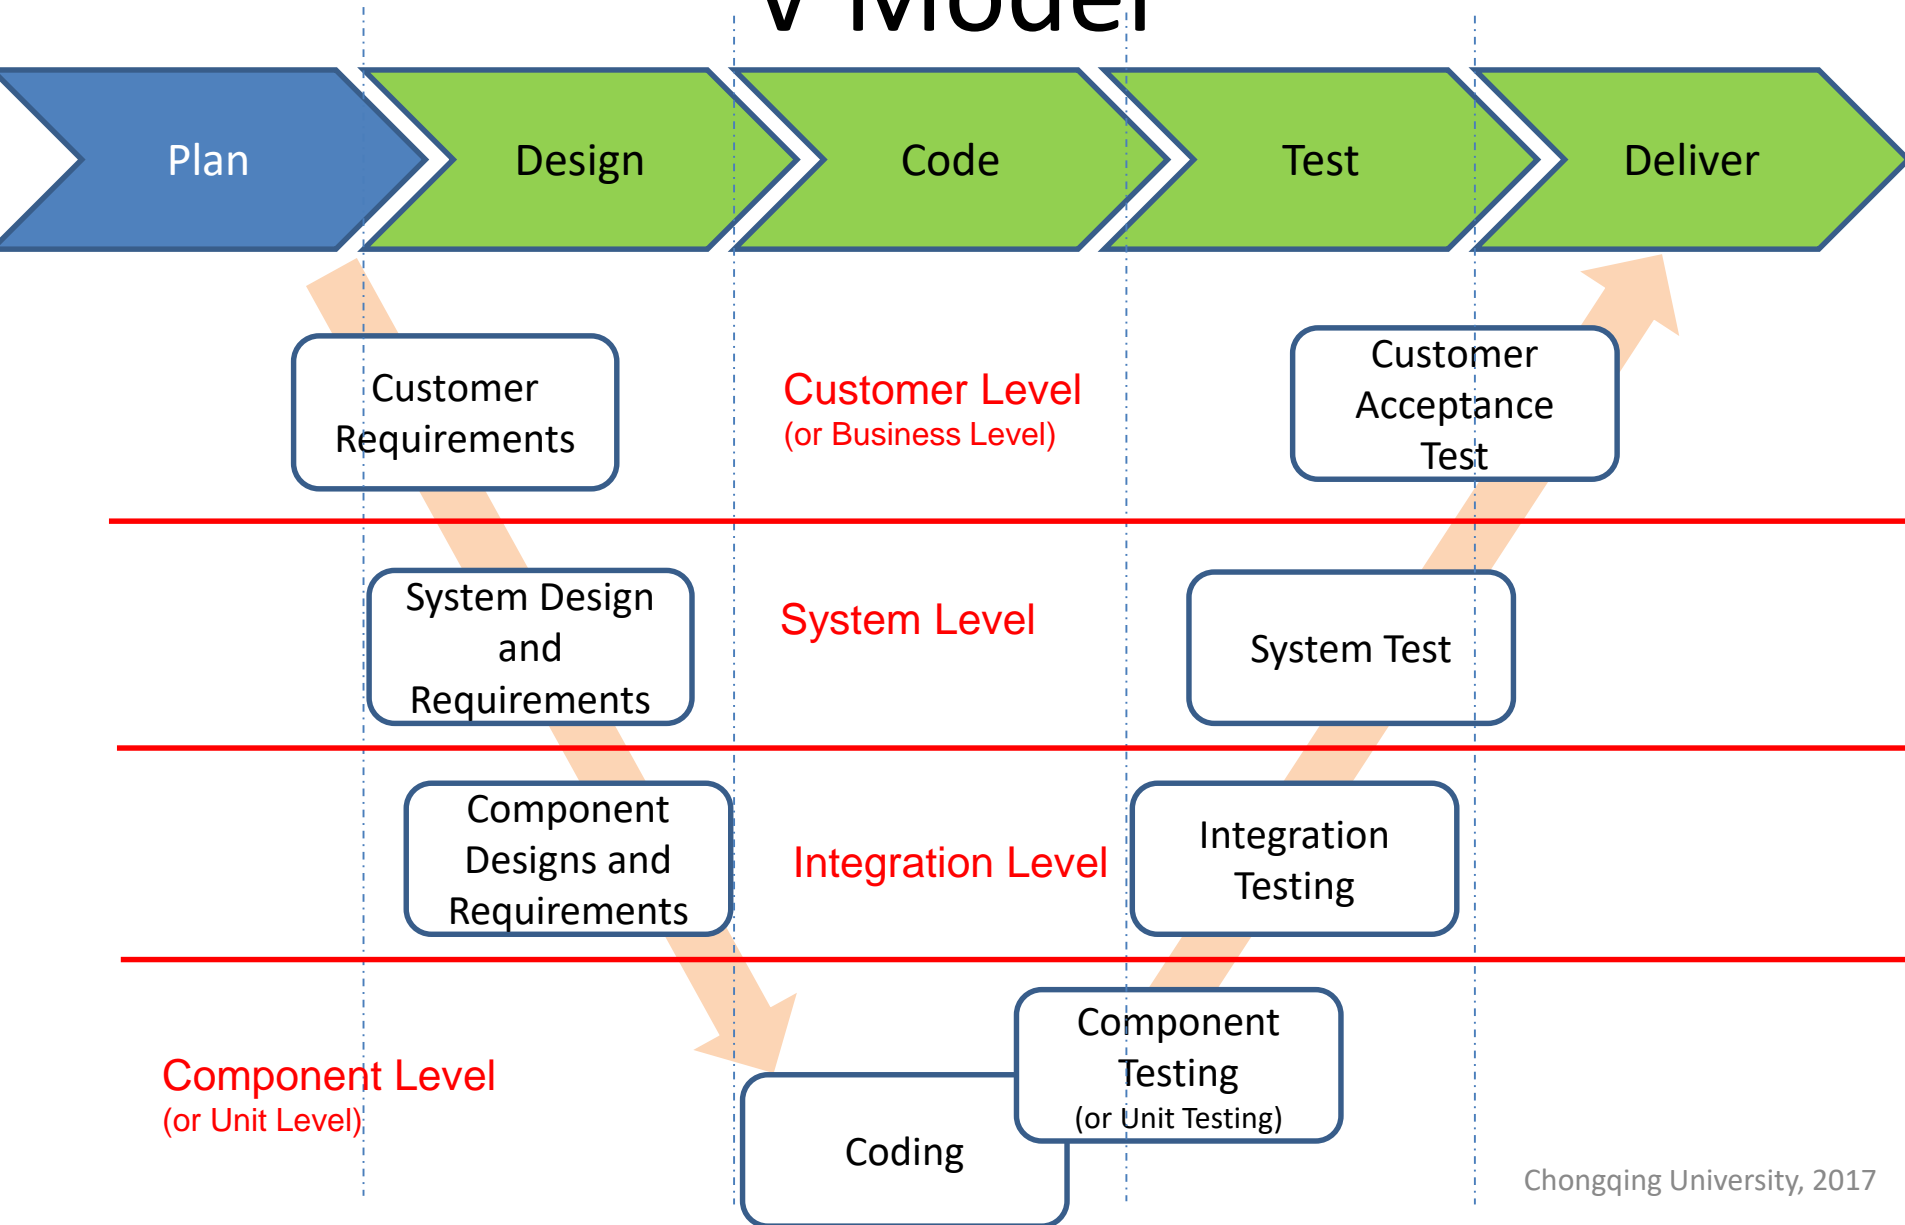 V Model
Plan
Design
Code
Test
Deliver
Customer
Requirements
Customer Level
(or Business Level)
Customer
Acceptance
Test
System Design
and
Requirements
System Level
System Test
Component
Designs and
Requirements
Integration Level
Integration
Testing
Component Level
(or Unit Level)
Coding
Component
Testing
(or Unit Testing)
Chongqing University, 2017